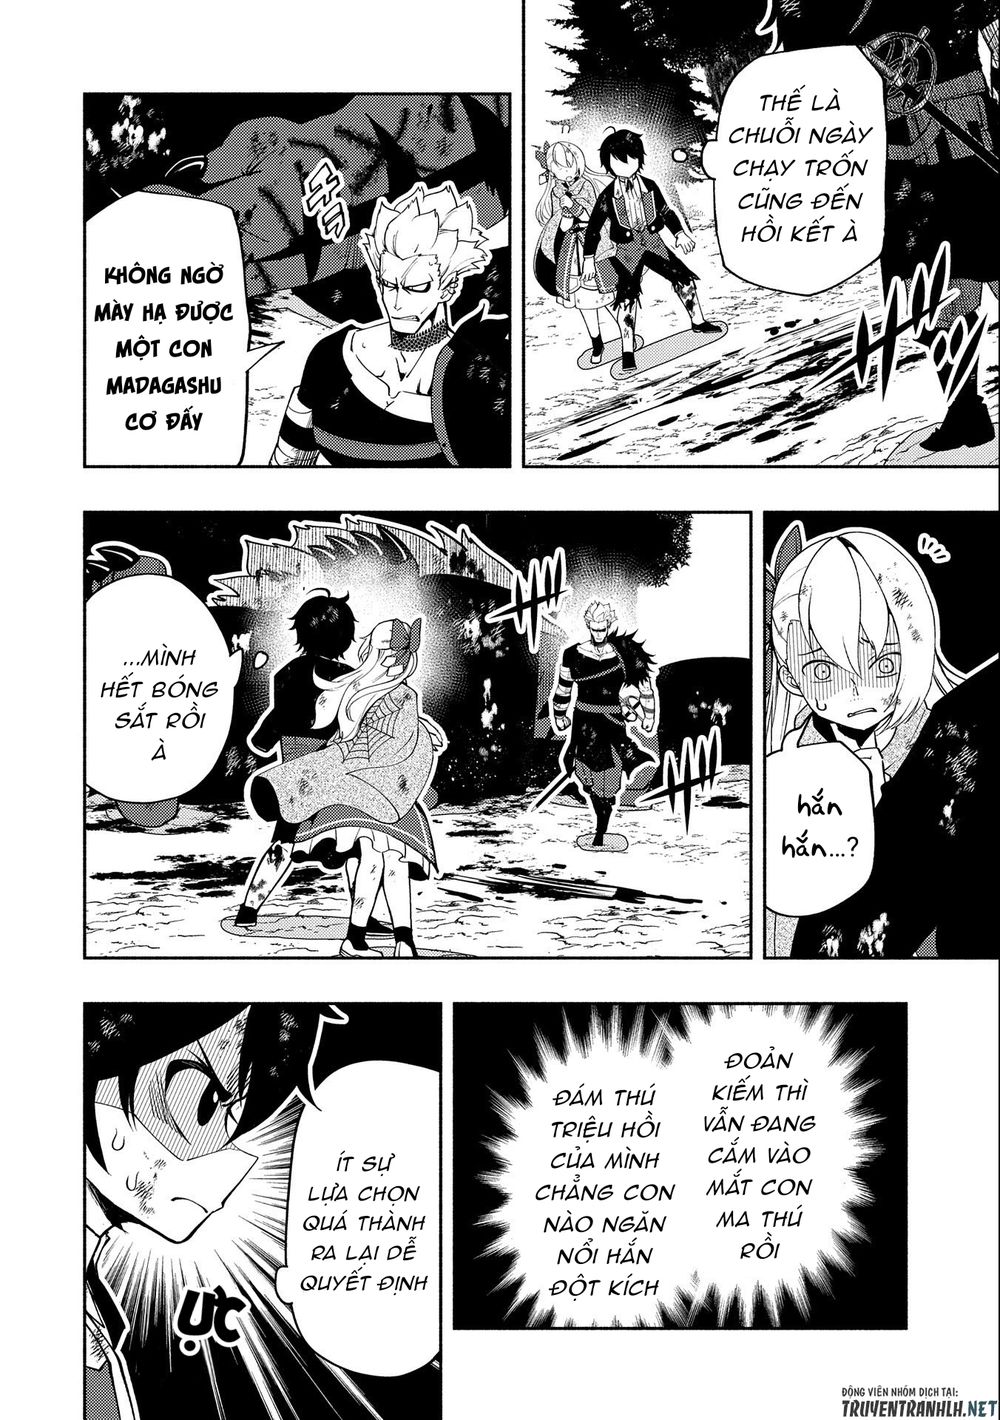 THẾ LÀ
CHUỖI NGÀY
CHẠY TRỐN
CŨNG ĐẾN
HỒI KẾT À
KHÔNG NGỜ
MÀY HẠ ĐƯỢC
MỘT CON
MADAGASHU
CƠ ĐẤY
hắn
hắn...?
...MÌNH
HẾT BÓNG
SẮT RỒI
À
ĐOẢN
KIẾM THÌ
VẪN ĐANG
CẮM VÀO
MẮT CON
MA THÚ
RỒI
ĐÁM THÚ
TRIỆU HỒI
CỦA MÌNH
CHẲNG CON
NÀO NGĂN
NỔI HẮN
ĐỘT KÍCH
ÍT SỰ
LỰA CHỌN
QUÁ THÀNH
RA LẠI DỄ
QUYẾT ĐỊNH
ỰC
ĐỘNG VIÊN NHÓM DỊCH TẠI:
TRUYENTRANHLH.NET